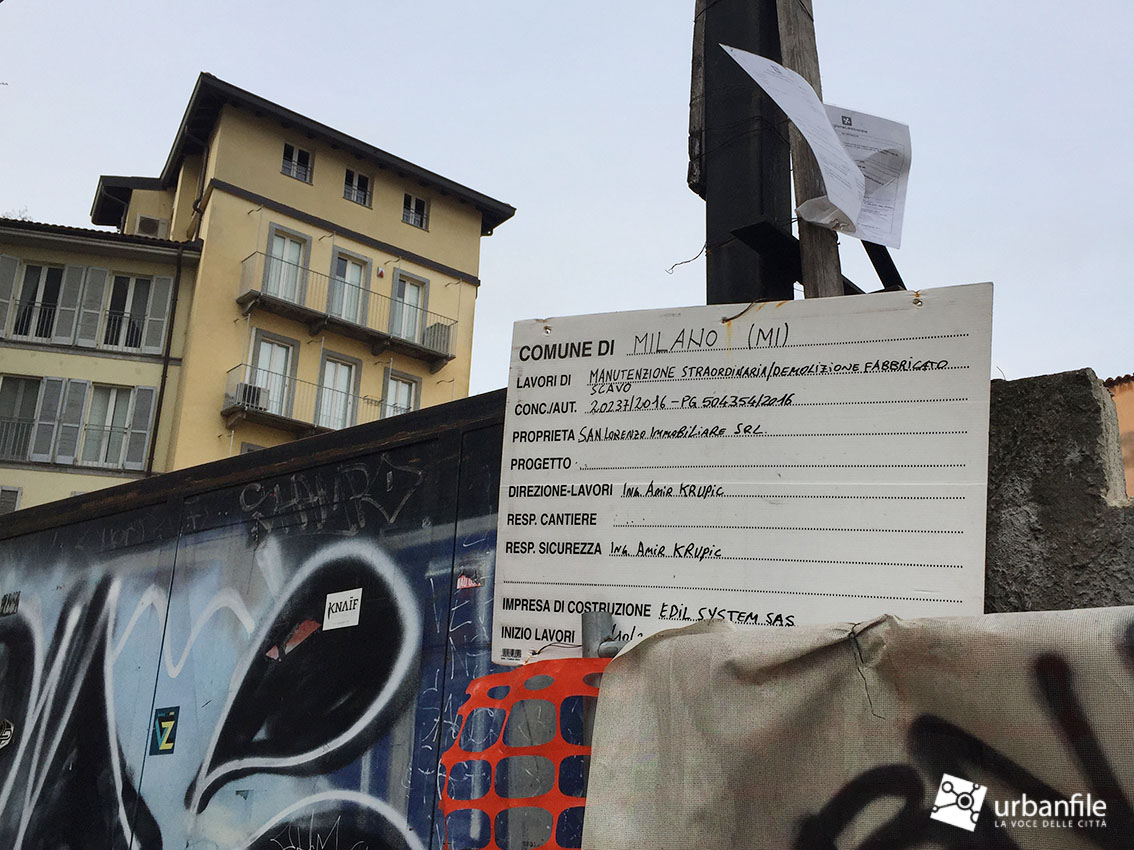 COMUNE DI MILANO (MI)
LAVORI DI MANUTENZIONE STRAORDINARIA/DEMOLIZIONE FABBRICATO
SCAVO
CONC./AUT. 20237/2016 - PG 504354/2016
PROPRIETA SAN LORENZO IMMOBILIARE SRL
PROGETTO
DIREZIONE-LAVORI Ing. Amir KRUPIC
RESP. CANTIERE
RESP. SICUREZZA Ing. Amir KRUPIC
IMPRESA DI COSTRUZIONE EDIL SYSTEM SAS
INIZIO LAVORI
KNAÏF
VZ
urbanfile
LA VOCE DELLE CITTÀ